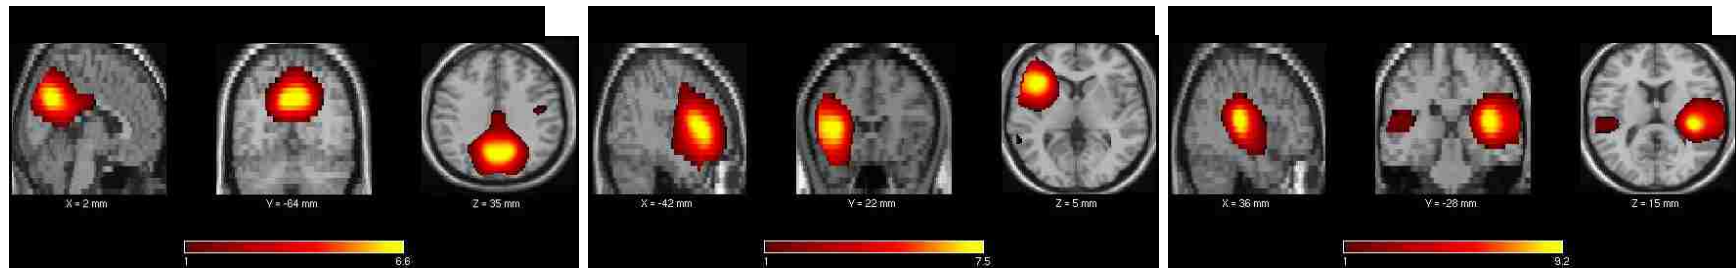 X = 2 mm Y = -64 mm Z = 35 mm
1 6.6
X = -42 mm Y = 22 mm Z = 5 mm
1 7.5
X = 36 mm Y = -28 mm Z = 15 mm
1 9.2